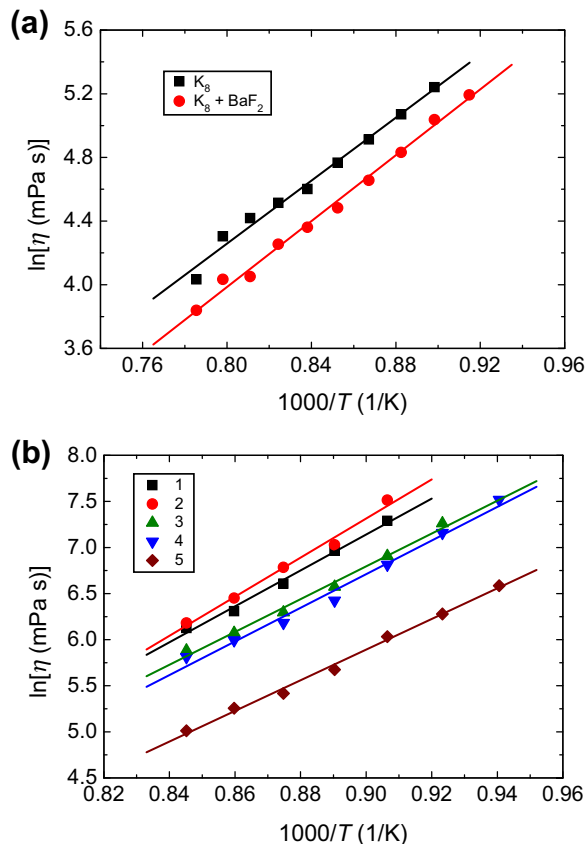 (a)
5.6
5.2
4.8
4.4
4.0
3.6
ln[η (mPa s)]
K₈
K₈ + BaF₂
0.76 0.80 0.84 0.88 0.92 0.96
1000/T (1/K)
(b)
8.0
7.5
7.0
6.5
6.0
5.5
5.0
4.5
ln[η (mPa s)]
1
2
3
4
5
0.82 0.84 0.86 0.88 0.90 0.92 0.94 0.96
1000/T (1/K)